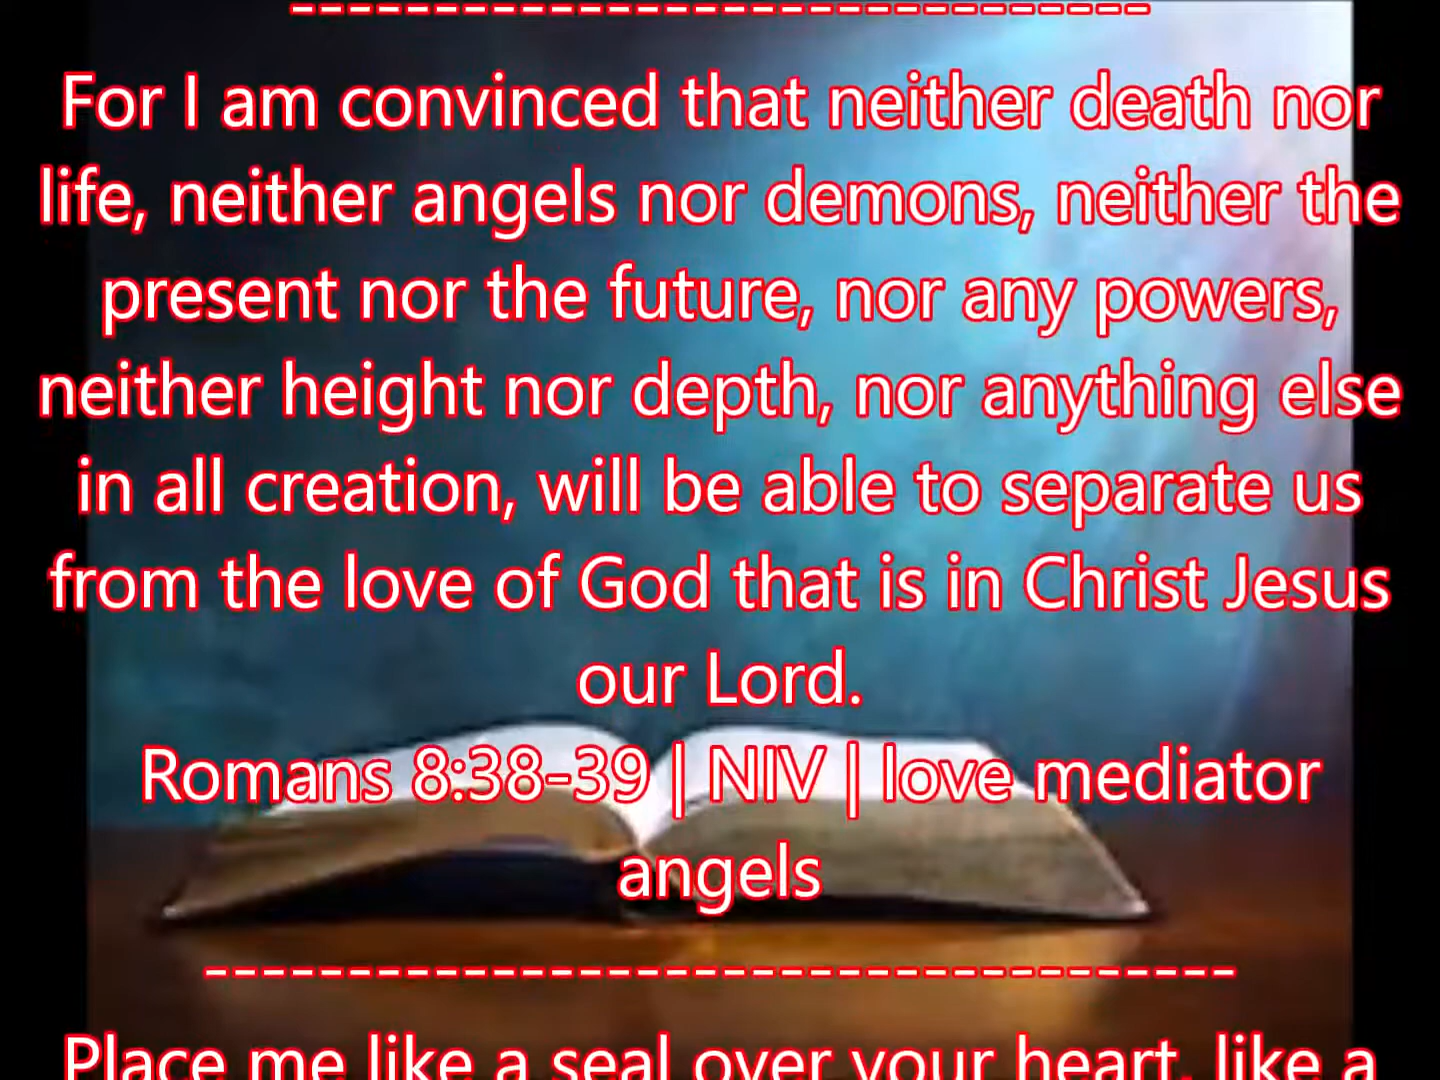 ------------------------------
For I am convinced that neither death nor
life, neither angels nor demons, neither the
present nor the future, nor any powers,
neither height nor depth, nor anything else
in all creation, will be able to separate us
from the love of God that is in Christ Jesus
our Lord.
Romans 8:38-39 | NIV | love mediator
angels
------------------------------------
Place me like a seal over your heart, like a